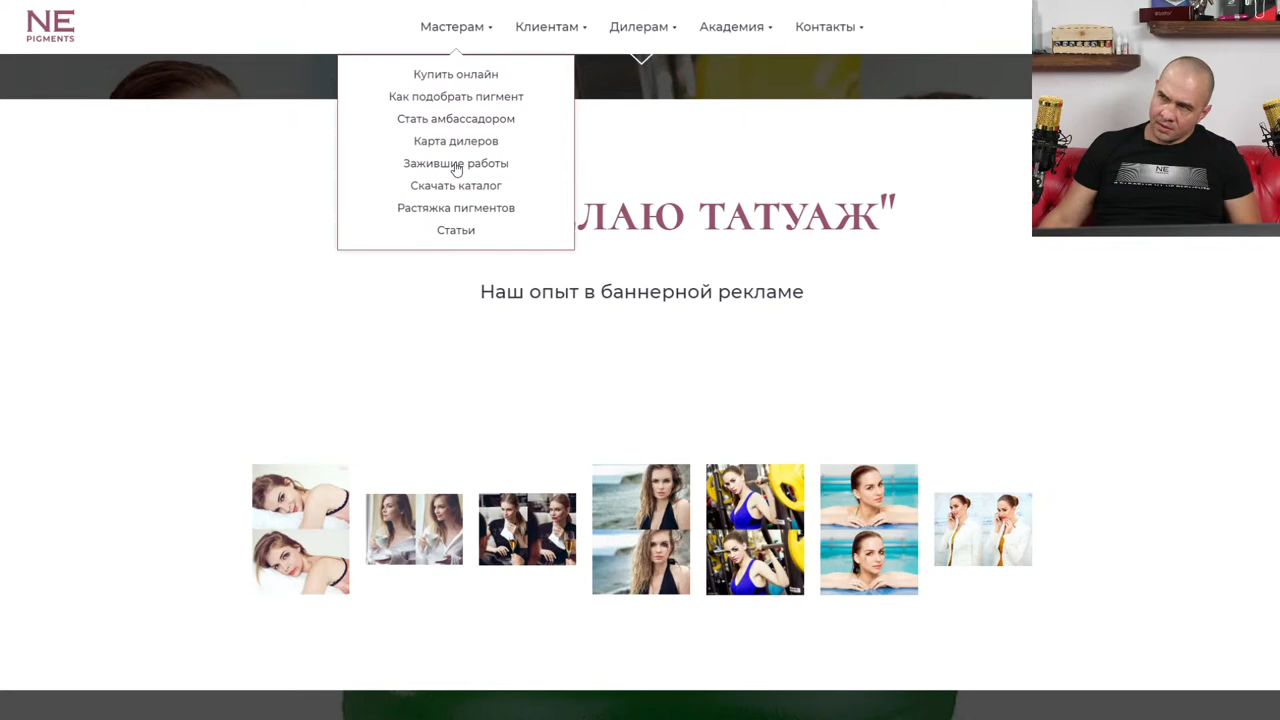 NE
PIGMENTS
Мастерам
Клиентам
Дилерам
Академия
Контакты
Купить онлайн
Как подобрать пигмент
Стать амбассадором
Карта дилеров
Зажившие работы
Скачать каталог
Растяжка пигментов
Статьи
ЛАЮ ТАТУАЖ"
Наш опыт в баннерной рекламе